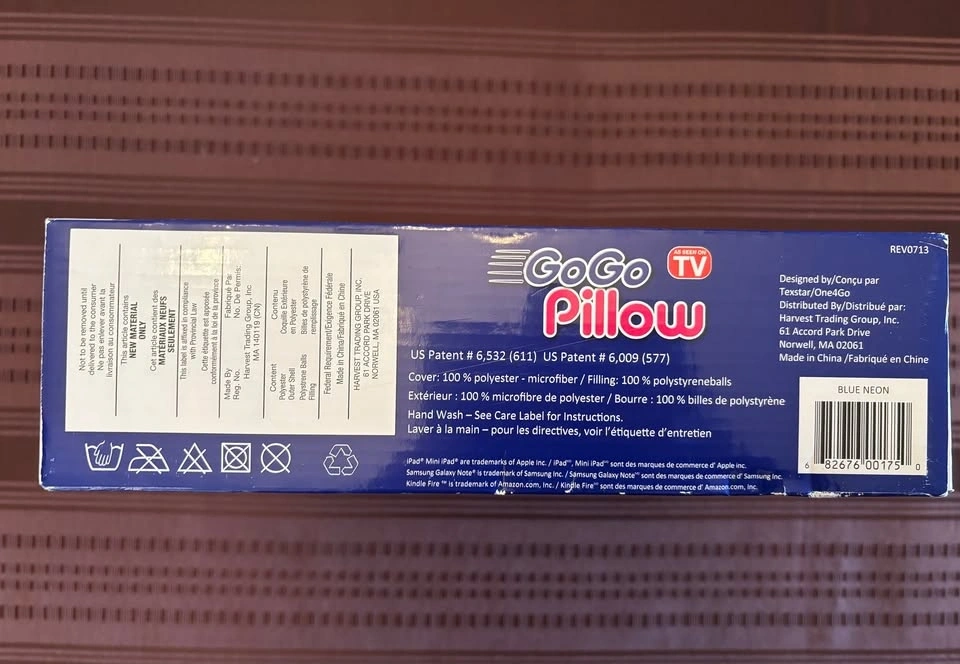 Not to be removed until
delivered to the consumer
Ne pas enlever avant la
livraison au consommateur
This article contains
NEW MATERIAL
ONLY
Cet article contient des
MATÉRIAUX NEUFS
SEULEMENT
This label is affixed in compliance
with Provincial Law
Cette étiquette est apposée
conformément à la loi de la province
Made By Fabriqué Pa:
Reg. No. No. De Permis:
Harvest Trading Group, Inc
MA 140119 (CN)
Content Contenu
Polyester Coquille Extérieure
Outer Shell en Polyester
Polystrene Balls Billes de polystyrène de
Filling remplissage
Federal Requirement/Exigence Fédérale
Made in China/Fabriqué en Chine
HARVEST TRADING GROUP, INC.
61 ACCORD PARK DRIVE
NORWELL, MA 02061 USA
GoGo
Pillow
AS SEEN ON
TV
US Patent # 6,532 (611) US Patent # 6,009 (577)
Cover: 100 % polyester - microfiber / Filling: 100 % polystyreneballs
Extérieur : 100 % microfibre de polyester / Bourre : 100 % billes de polystyrène
Hand Wash – See Care Label for Instructions.
Laver à la main – pour les directives, voir l'étiquette d'entretien
iPad® Mini iPad® are trademarks of Apple Inc. / iPad™, Mini iPad™ sont des marques de commerce d' Apple inc.
Samsung Galaxy Note® is trademark of Samsung Inc. / Samsung Galaxy Note™ sont des marques de commerce d' Samsung inc.
Kindle Fire ™ is trademark of Amazon.com, Inc. / Kindle Fire™ sont des marques de commerce d' Amazon.com, Inc.
REV0713
Designed by/Conçu par
Texstar/One4Go
Distributed By/Distribué par:
Harvest Trading Group, Inc.
61 Accord Park Drive
Norwell, MA 02061
Made in China /Fabriqué en Chine
BLUE NEON
6 82676 00175 0